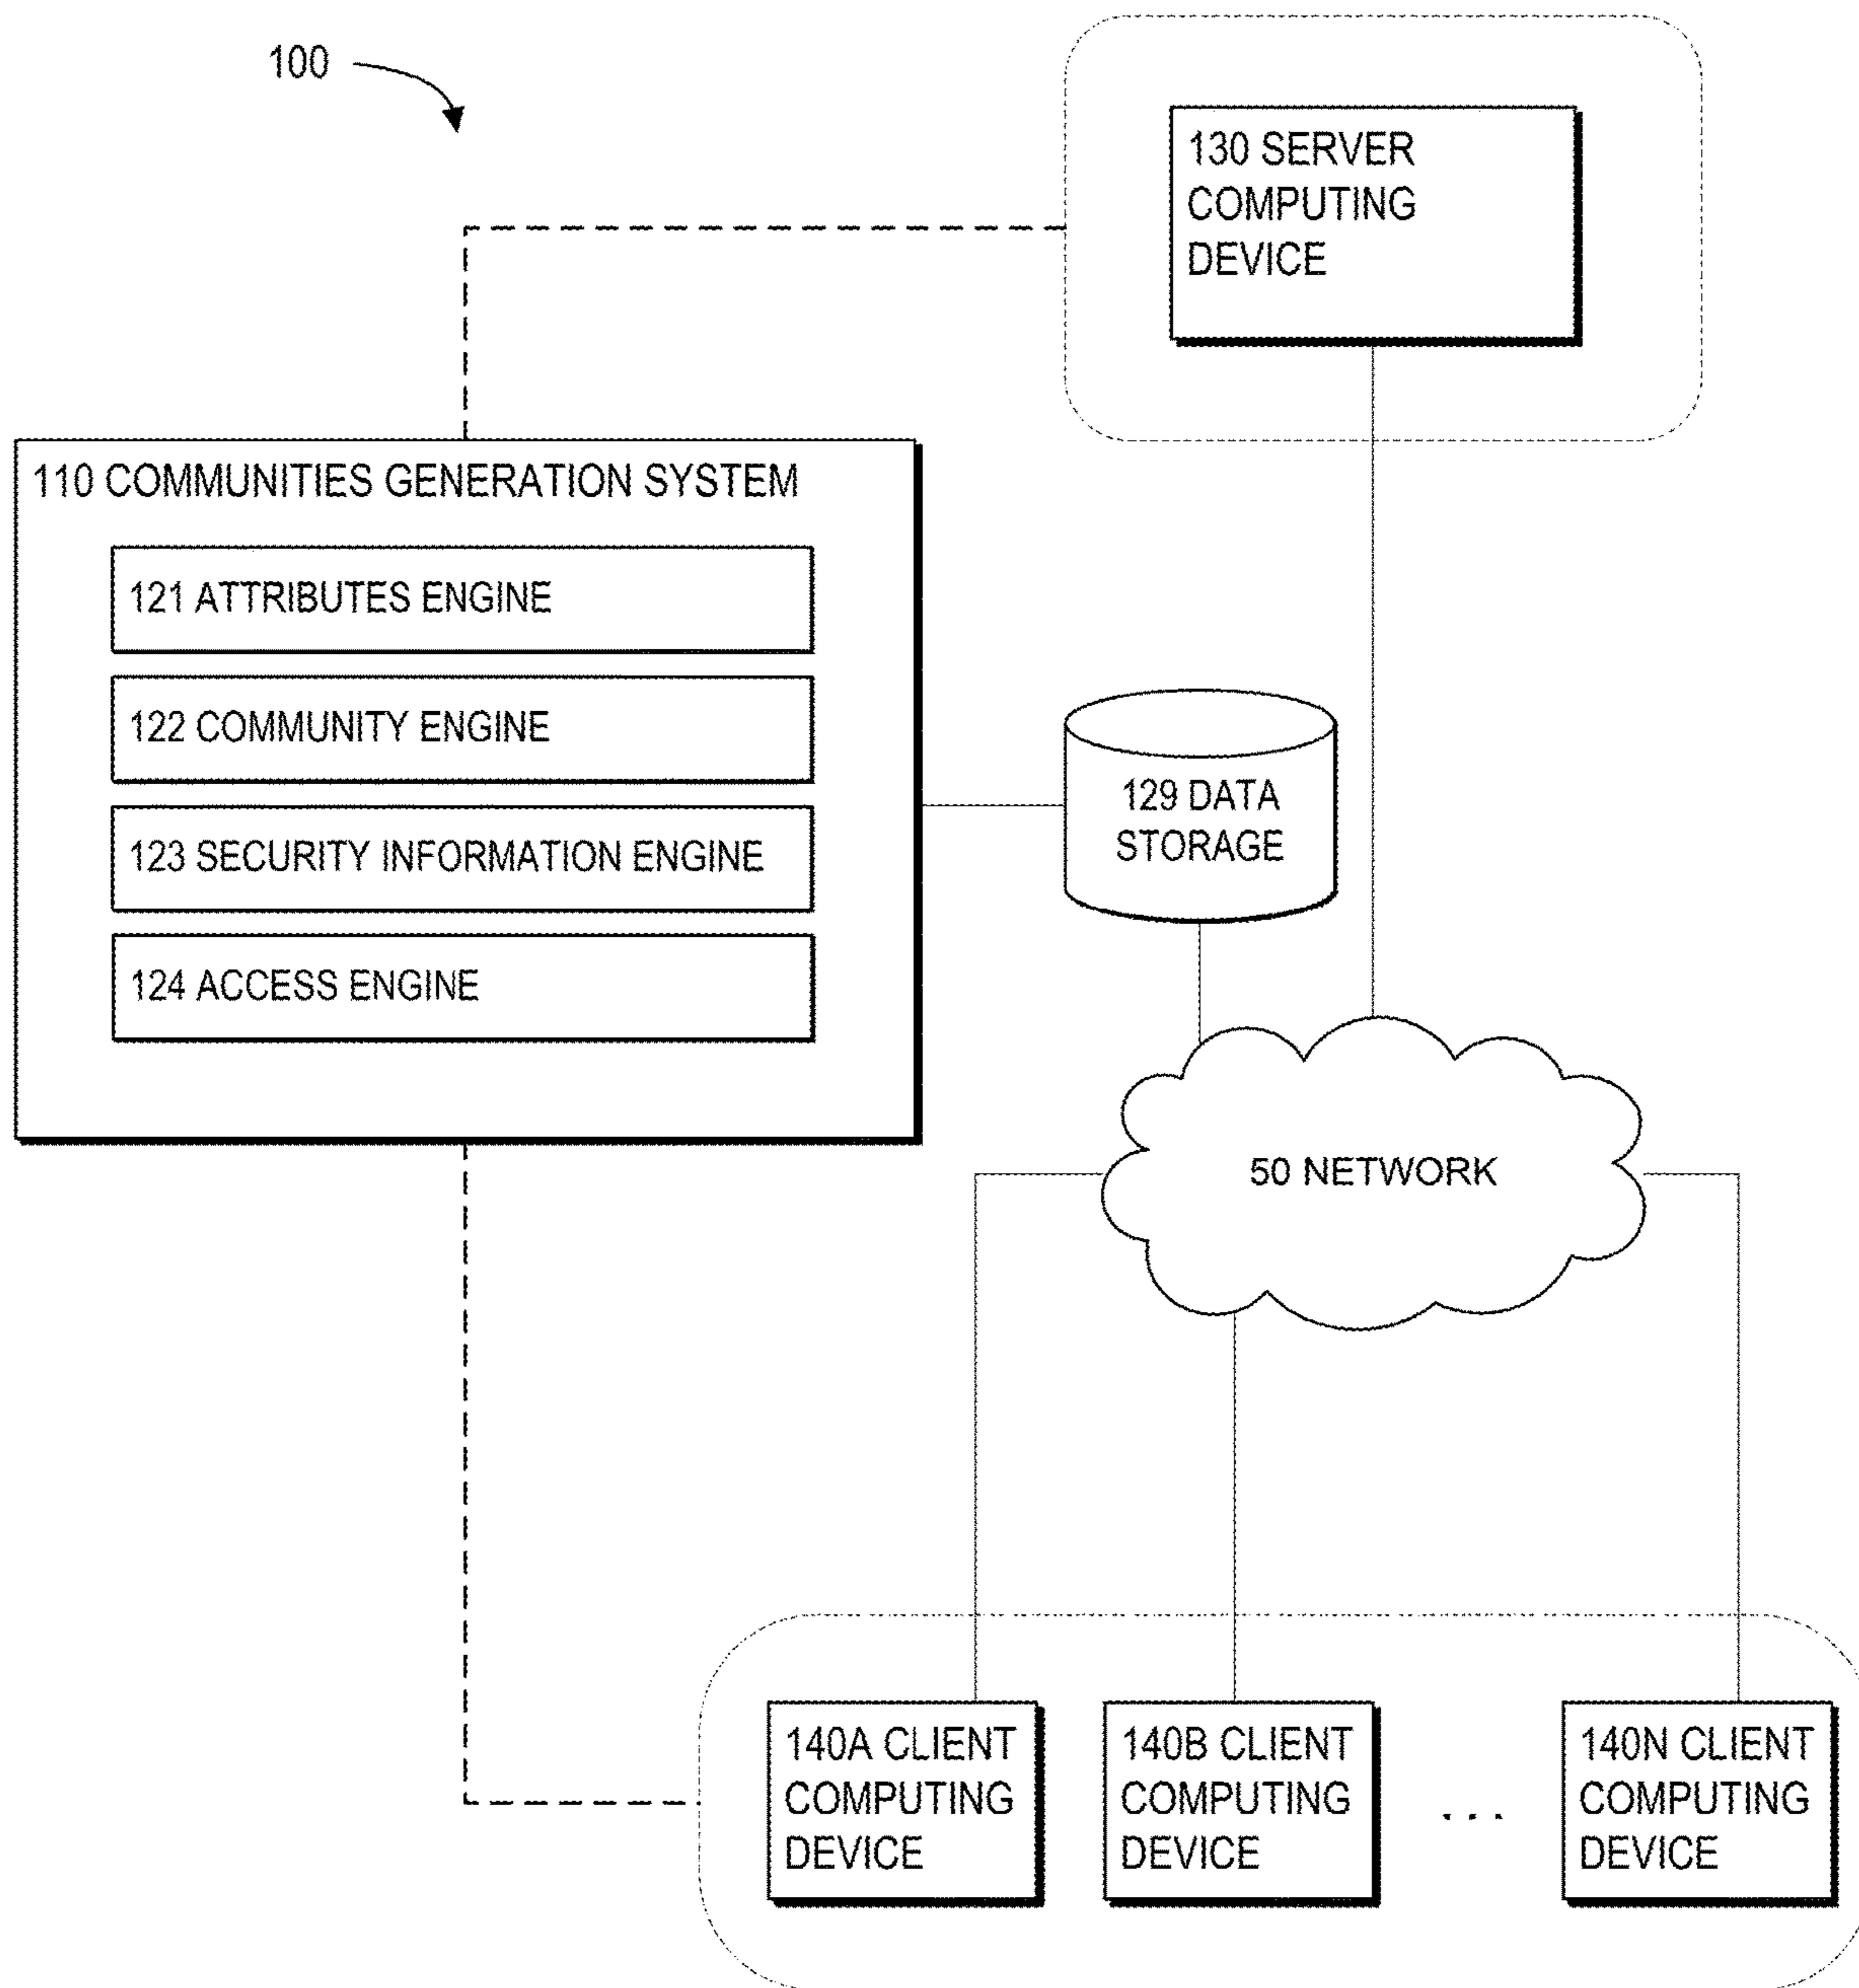 100
130 SERVER
COMPUTING
DEVICE
110 COMMUNITIES GENERATION SYSTEM
121 ATTRIBUTES ENGINE
122 COMMUNITY ENGINE
123 SECURITY INFORMATION ENGINE
124 ACCESS ENGINE
129 DATA
STORAGE
50 NETWORK
140A CLIENT
COMPUTING
DEVICE
140B CLIENT
COMPUTING
DEVICE
. . .
140N CLIENT
COMPUTING
DEVICE